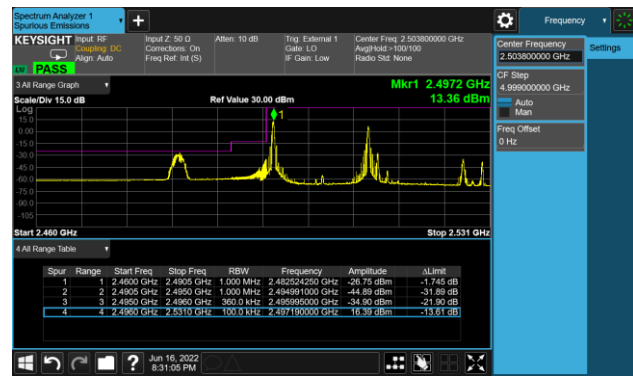 Spectrum Analyzer 1
Spurious Emissions
Frequency
KEYSIGHT Input: RF Input Z: 50 Ω Atten: 10 dB Trig: External 1 Center Freq: 2.503800000 GHz
Coupling: DC Corrections: On Gate: LO Avg|Hold:>100/100
Align: Auto Freq Ref: Int (S) IF Gain: Low Radio Std: None
PASS
Center Frequency
2.503800000 GHz
Settings
CF Step
4.999000000 GHz
Auto
Man
Freq Offset
0 Hz
3 All Range Graph
Mkr1 2.4972 GHz
Scale/Div 15.0 dB Ref Value 30.00 dBm 13.36 dBm
Log
1
15.0
0.00
-15.0
-30.0
-45.0
-60.0
-75.0
-90.0
-105
Start 2.460 GHz Stop 2.531 GHz
4 All Range Table
Spur Range Start Freq Stop Freq RBW Frequency Amplitude ΔLimit
1 1 2.4600 GHz 2.4905 GHz 1.000 MHz 2.482524250 GHz -26.75 dBm -1.745 dB
2 2 2.4905 GHz 2.4950 GHz 1.000 MHz 2.494991000 GHz -44.89 dBm -31.89 dB
3 3 2.4950 GHz 2.4960 GHz 360.0 kHz 2.495995000 GHz -34.90 dBm -21.90 dB
4 4 2.4960 GHz 2.5310 GHz 100.0 kHz 2.497190000 GHz 16.39 dBm -13.61 dB
Jun 16, 2022
8:31:05 PM